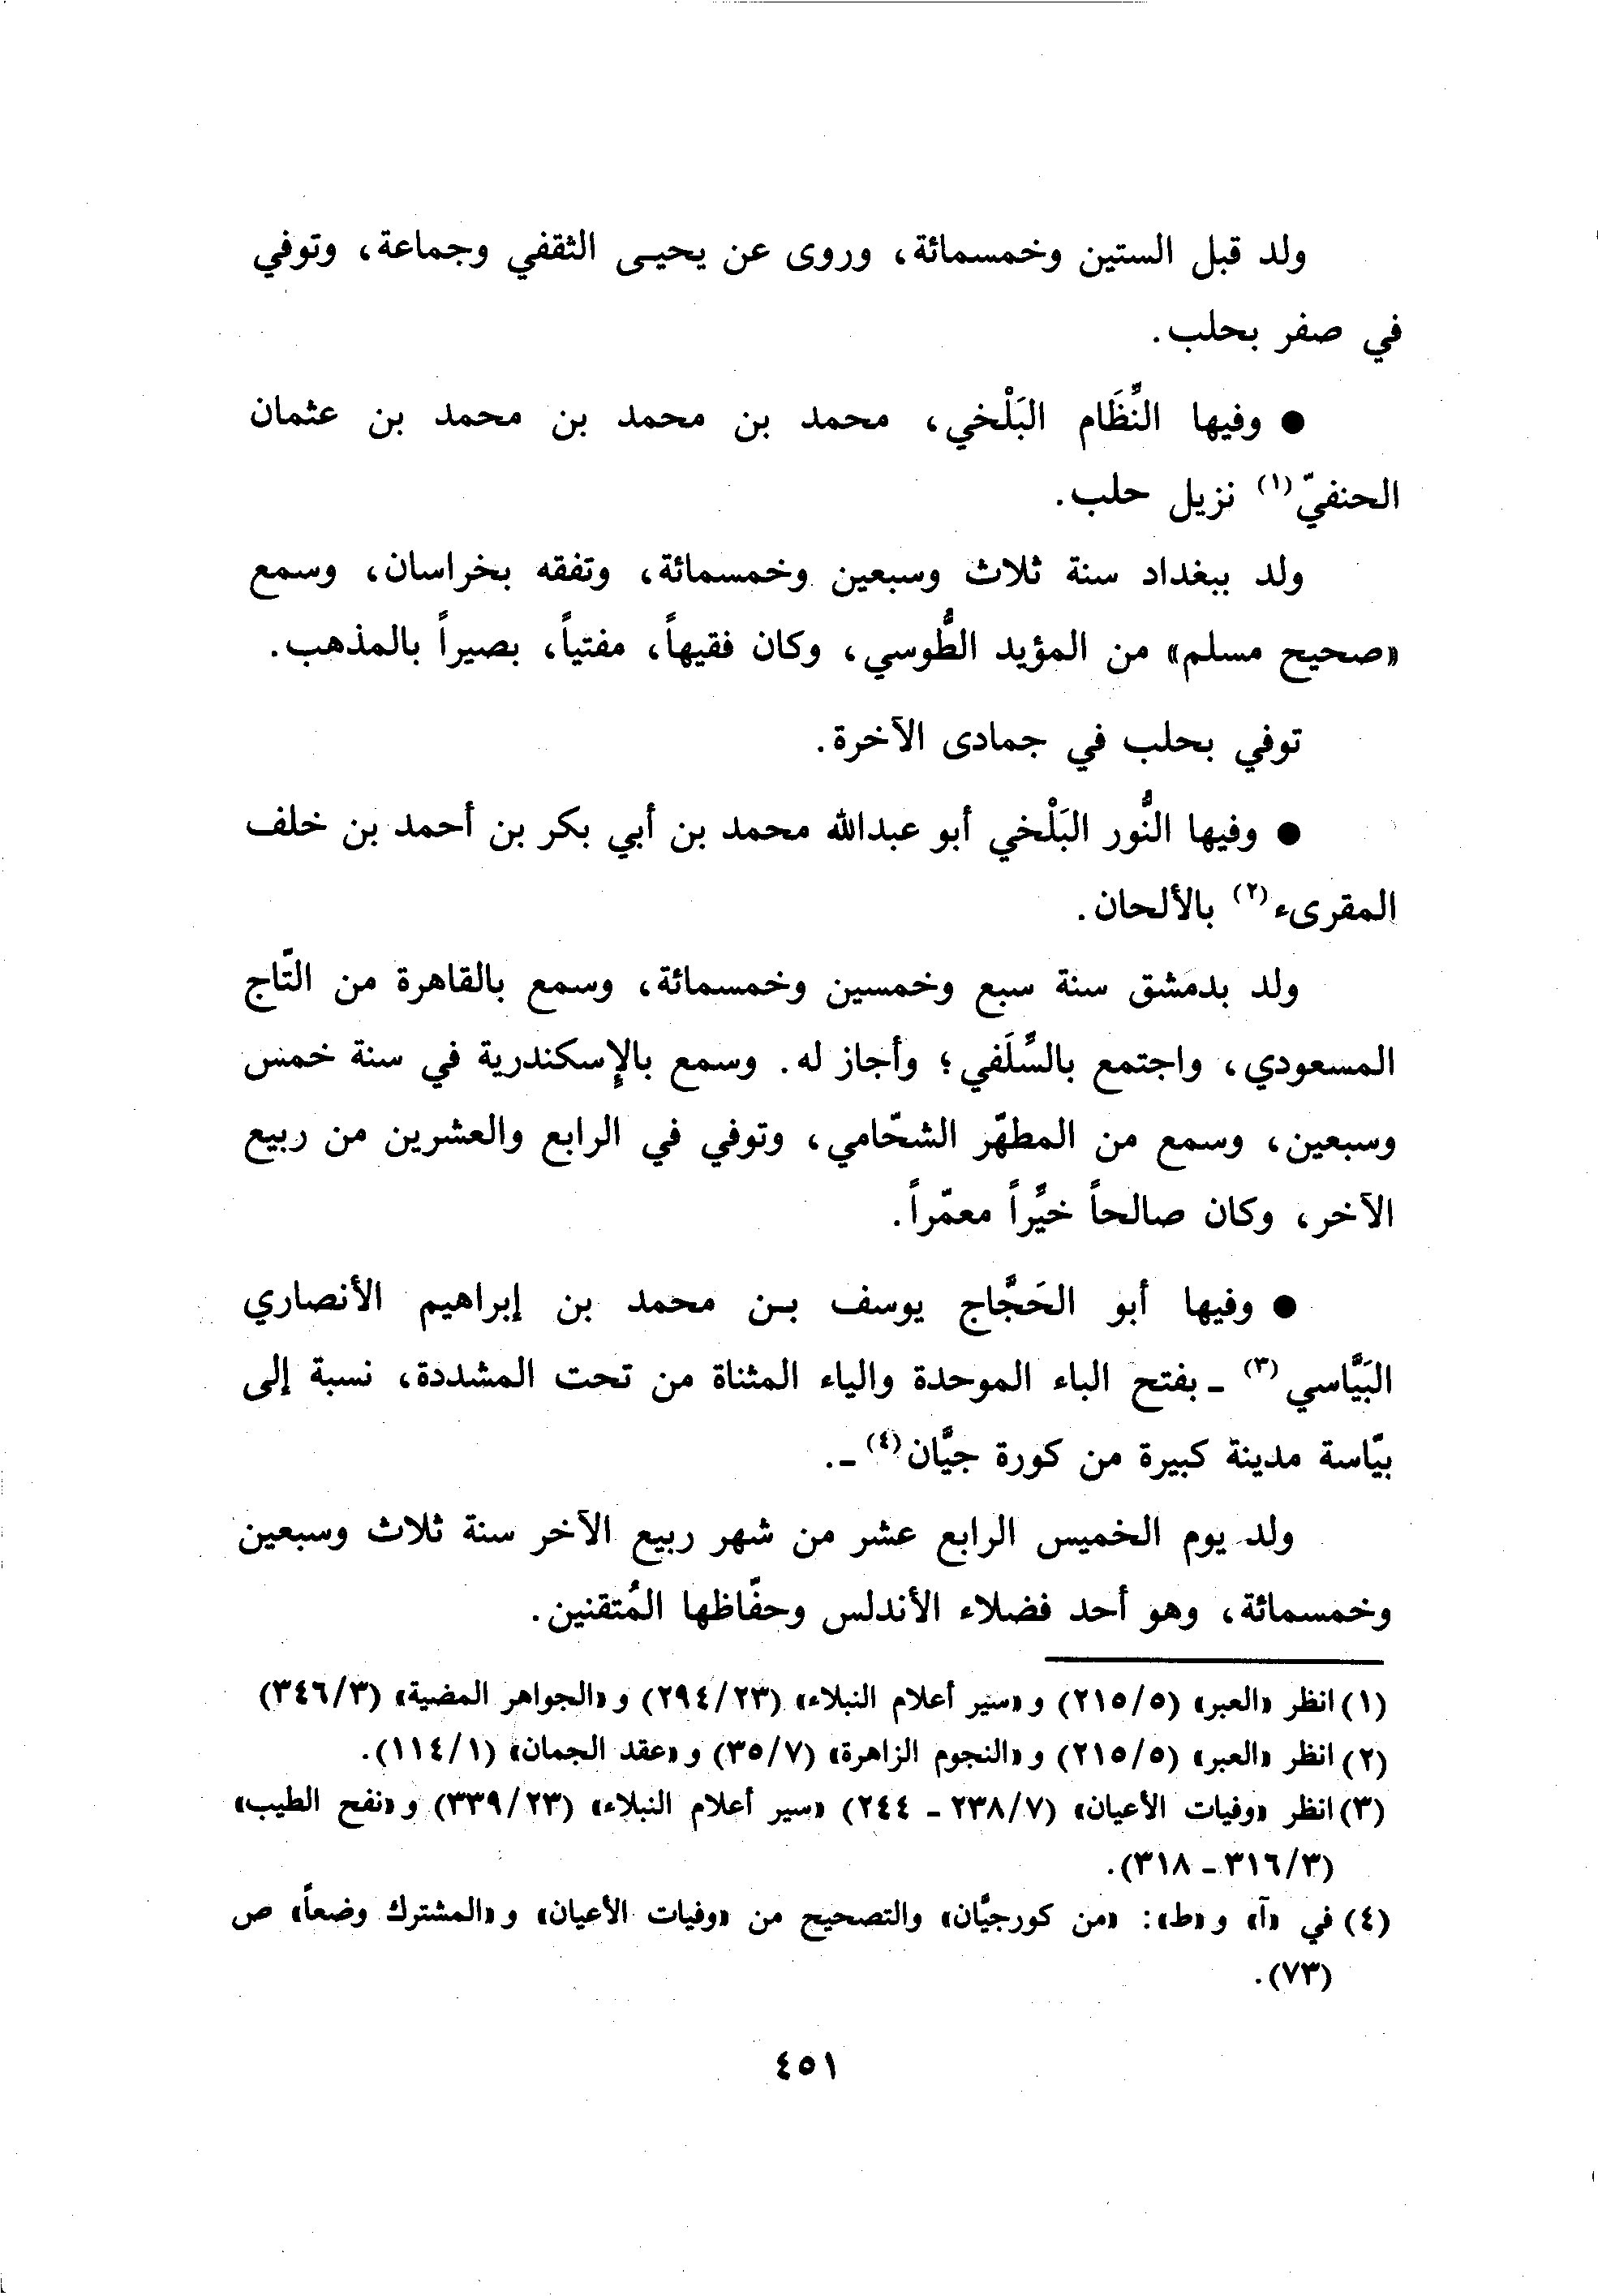 ولد قبل الستين وخمسمائة، وروى عن يحيى الثقفي وجماعة، وتوفي
في صفر بحلب.
● وفيها النِّظَام البَلْخي، محمد بن محمد بن محمد بن عثمان
الحنفيّ(١) نزيل حلب.
ولد ببغداد سنة ثلاث وسبعين وخمسمائة، وتفقه بخراسان، وسمع
«صحيح مسلم» من المؤيد الطُّوسي، وكان فقيهاً، مفتياً، بصيراً بالمذهب.
توفي بحلب في جمادى الآخرة.
● وفيها النُّور البَلْخي أبو عبدالله محمد بن أبي بكر بن أحمد بن خلف
المقرىء(٢) بالألحان.
ولد بدمشق سنة سبع وخمسين وخمسمائة، وسمع بالقاهرة من التّاج
المسعودي، واجتمع بالسِّلَفي؛ وأجاز له. وسمع بالإسكندرية في سنة خمس
وسبعين، وسمع من المطهّر الشحّامي، وتوفي في الرابع والعشرين من ربيع
الآخر، وكان صالحاً خيِّراً معمّراً.
● وفيها أبو الحَجَّاج يوسف بن محمد بن إبراهيم الأنصاري
البَيَّاسي(٣) - بفتح الباء الموحدة والياء المثناة من تحت المشددة، نسبة إلى
بيّاسة مدينة كبيرة من كورة جيَّان(٤) -.
ولد يوم الخميس الرابع عشر من شهر ربيع الآخر سنة ثلاث وسبعين
وخمسمائة، وهو أحد فضلاء الأندلس وحفّاظها المُتقنين.
(١) انظر «العبر» (٢١٥/٥) و«سير أعلام النبلاء» (٢٩٤/٢٣) و«الجواهر المضية» (٣٤٦/٣)
(٢) انظر «العبر» (٢١٥/٥) و«النجوم الزاهرة» (٣٥/٧) و«عقد الجمان» (١١٤/١).
(٣) انظر «وفيات الأعيان» (٢٣٨/٧ - ٢٤٤) «سير أعلام النبلاء» (٣٣٩/٢٣) و«نفح الطيب»
(٣١٦/٣ - ٣١٨).
(٤) في «آ» و«ط»: «من كورجيَّان» والتصحيح من «وفيات الأعيان» و«المشترك وضعاً» ص
(٧٣).
٤٥١